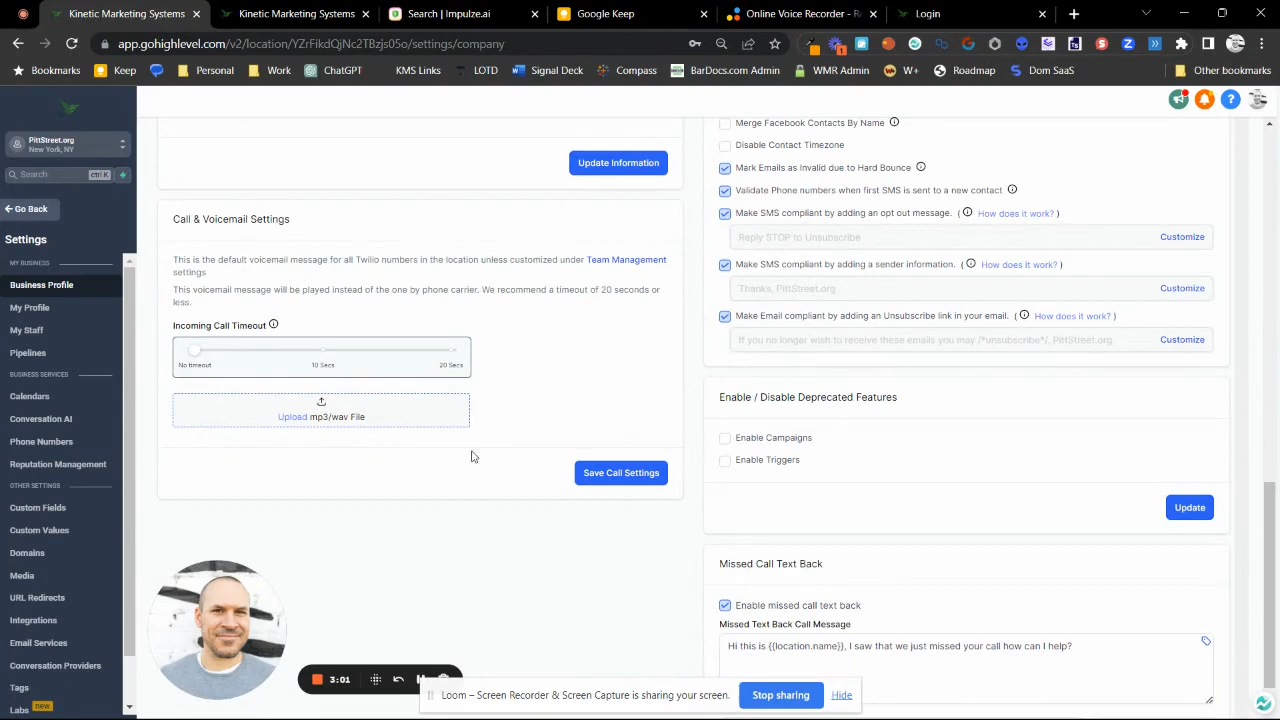 Kinetic Marketing Systems
Kinetic Marketing Systems
Search | Impulze.ai
Google Keep
Online Voice Recorder - Re
Login
app.gohighlevel.com/v2/location/YZrFikdQjNc2TBzjs05o/settings/company
Bookmarks
Keep
Personal
Work
ChatGPT
KMS Links
LOTD
Signal Deck
Compass
BarDocs.com Admin
WMR Admin
W+
Roadmap
Dom SaaS
Other bookmarks
PittStreet.org
New York, NY
Search
ctrl K
Go Back
Settings
MY BUSINESS
Business Profile
My Profile
My Staff
Pipelines
BUSINESS SERVICES
Calendars
Conversation AI
Phone Numbers
Reputation Management
OTHER SETTINGS
Custom Fields
Custom Values
Domains
Media
URL Redirects
Integrations
Email Services
Conversation Providers
Tags
Labs new
Update Information
Call & Voicemail Settings
This is the default voicemail message for all Twilio numbers in the location unless customized under Team Management
settings
This voicemail message will be played instead of the one by phone carrier. We recommend a timeout of 20 seconds or
less.
Incoming Call Timeout
No timeout
10 Secs
20 Secs
Upload mp3/wav File
Save Call Settings
Merge Facebook Contacts By Name
Disable Contact Timezone
Mark Emails as Invalid due to Hard Bounce
Validate Phone numbers when first SMS is sent to a new contact
Make SMS compliant by adding an opt out message. ( How does it work? )
Reply STOP to Unsubscribe
Customize
Make SMS compliant by adding a sender information. ( How does it work? )
Thanks, PittStreet.org
Customize
Make Email compliant by adding an Unsubscribe link in your email. ( How does it work? )
If you no longer wish to receive these emails you may /*unsubscribe*/, PittStreet.org
Customize
Enable / Disable Deprecated Features
Enable Campaigns
Enable Triggers
Update
Missed Call Text Back
Enable missed call text back
Missed Text Back Call Message
Hi this is {{location.name}}, I saw that we just missed your call how can I help?
3:01
Loom – Screen Recorder & Screen Capture is sharing your screen.
Stop sharing
Hide